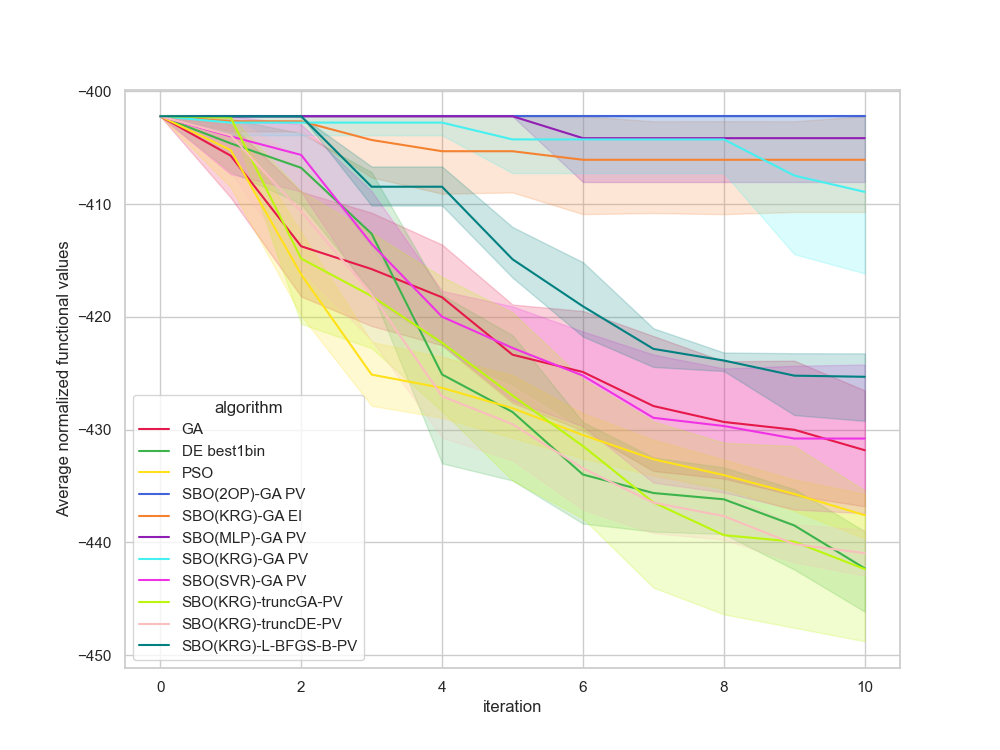 −400
−410
−420
−430
−440
−450
Average normalized functional values
algorithm
GA
DE best1bin
PSO
SBO(2OP)-GA PV
SBO(KRG)-GA EI
SBO(MLP)-GA PV
SBO(KRG)-GA PV
SBO(SVR)-GA PV
SBO(KRG)-truncGA-PV
SBO(KRG)-truncDE-PV
SBO(KRG)-L-BFGS-B-PV
0 2 4 6 8 10
iteration